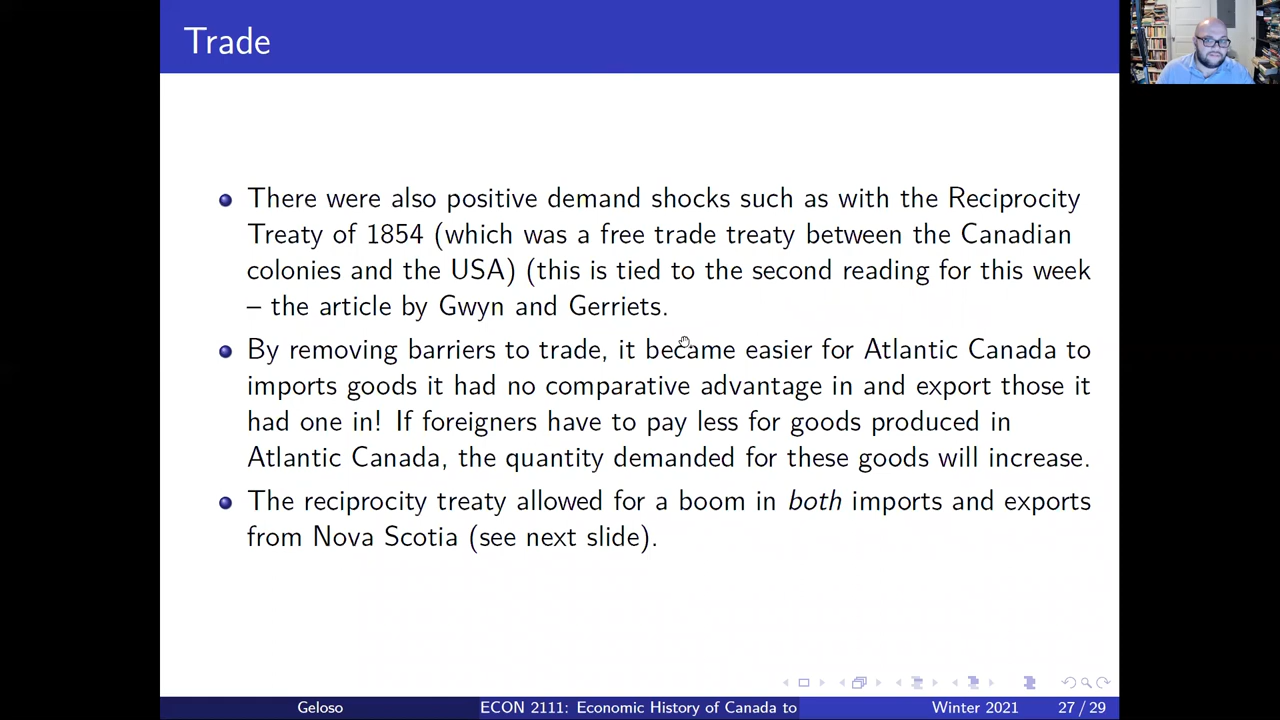 Trade
There were also positive demand shocks such as with the Reciprocity
Treaty of 1854 (which was a free trade treaty between the Canadian
colonies and the USA) (this is tied to the second reading for this week
– the article by Gwyn and Gerriets.
By removing barriers to trade, it became easier for Atlantic Canada to
imports goods it had no comparative advantage in and export those it
had one in! If foreigners have to pay less for goods produced in
Atlantic Canada, the quantity demanded for these goods will increase.
The reciprocity treaty allowed for a boom in both imports and exports
from Nova Scotia (see next slide).
Geloso
ECON 2111: Economic History of Canada to
Winter 2021
27 / 29